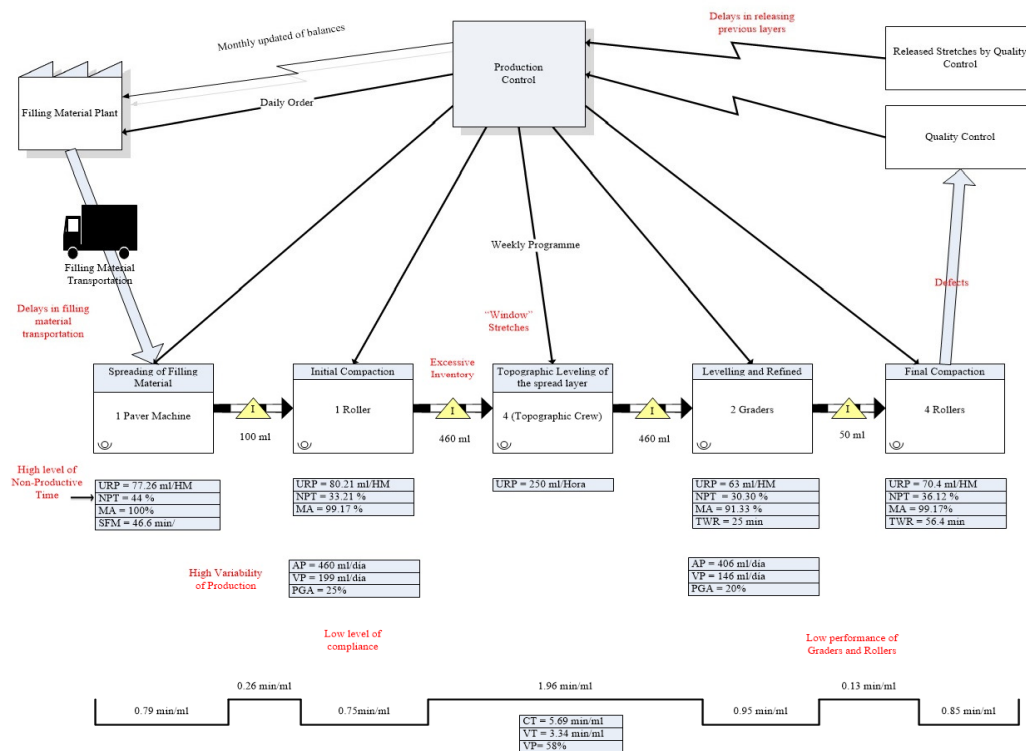 Delays in releasing
previous layers
Monthly updated of balances
Production
Control
Released Stretches by Quality
Control
Filling Material Plant
Daily Order
Quality Control
Filling Material
Transportation
Weekly Programme
Defects
Delays in filling
material
transportation
"Window"
Stretches
Excessive
Inventory
Spreading of Filling
Material
1 Paver Machine
Initial Compaction
1 Roller
Topographic Leveling of
the spread layer
4 (Topographic Crew)
Levelling and Refined
2 Graders
Final Compaction
4 Rollers
I
I
I
I
100 ml
460 ml
460 ml
50 ml
High level of
Non-Productive
Time
URP = 77.26 ml/HM
NPT = 44 %
MA = 100%
SFM = 46.6 min/
URP = 80.21 ml/HM
NPT = 33.21 %
MA = 99.17 %
URP = 250 ml/Hora
URP = 63 ml/HM
NPT = 30.30 %
MA = 91.33 %
TWR = 25 min
URP = 70.4 ml/HM
NPT = 36.12 %
MA = 99.17%
TWR = 56.4 min
High Variability
of Production
AP = 460 ml/dia
VP = 199 ml/dia
PGA = 25%
AP = 406 ml/dia
VP = 146 ml/dia
PGA = 20%
Low level of
compliance
Low performance of
Graders and Rollers
0.26 min/ml
1.96 min/ml
0.13 min/ml
0.79 min/ml
0.75min/ml
0.95 min/ml
0.85 min/ml
CT = 5.69 min/ml
VT = 3.34 min/ml
VP= 58%